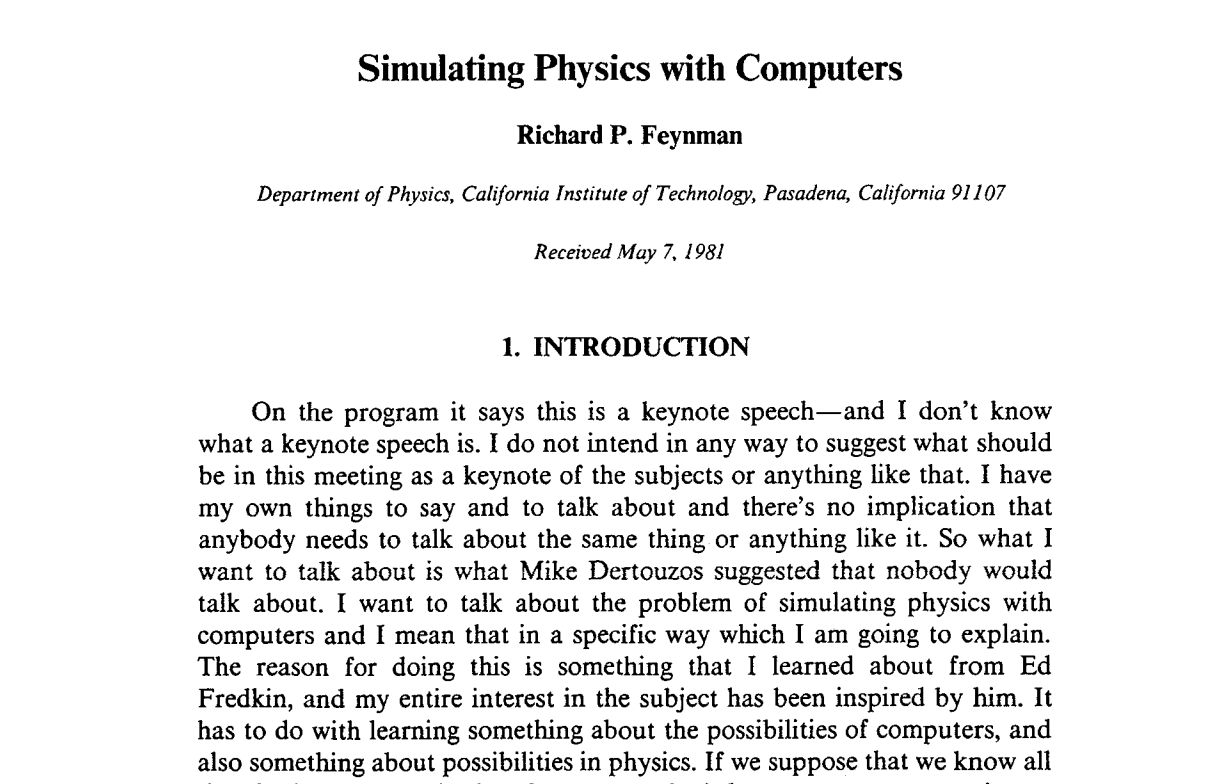 Simulating Physics with Computers
Richard P. Feynman
Department of Physics, California Institute of Technology, Pasadena, California 91107
Received May 7, 1981
1. INTRODUCTION
On the program it says this is a keynote speech—and I don't know
what a keynote speech is. I do not intend in any way to suggest what should
be in this meeting as a keynote of the subjects or anything like that. I have
my own things to say and to talk about and there's no implication that
anybody needs to talk about the same thing or anything like it. So what I
want to talk about is what Mike Dertouzos suggested that nobody would
talk about. I want to talk about the problem of simulating physics with
computers and I mean that in a specific way which I am going to explain.
The reason for doing this is something that I learned about from Ed
Fredkin, and my entire interest in the subject has been inspired by him. It
has to do with learning something about the possibilities of computers, and
also something about possibilities in physics. If we suppose that we know all